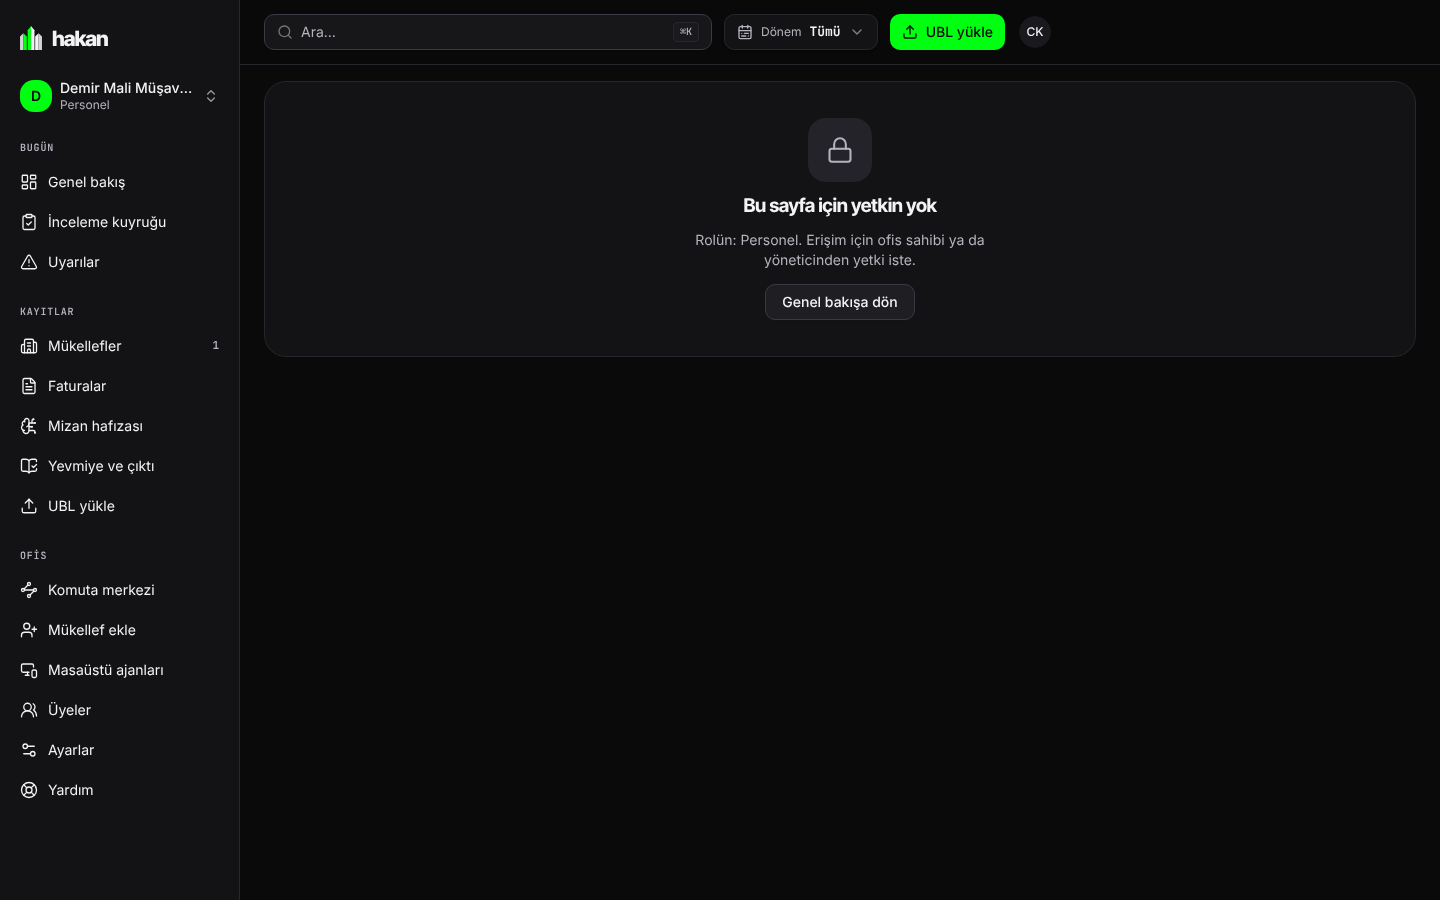 hakan
Ara...
⌘K
Dönem Tümü
UBL yükle
CK
D
Demir Mali Müşav...
Personel
BUGÜN
Genel bakış
İnceleme kuyruğu
Uyarılar
KAYITLAR
Mükellefler 1
Faturalar
Mizan hafızası
Yevmiye ve çıktı
UBL yükle
OFİS
Komuta merkezi
Mükellef ekle
Masaüstü ajanları
Üyeler
Ayarlar
Yardım
Bu sayfa için yetkin yok
Rolün: Personel. Erişim için ofis sahibi ya da
yöneticinden yetki iste.
Genel bakışa dön